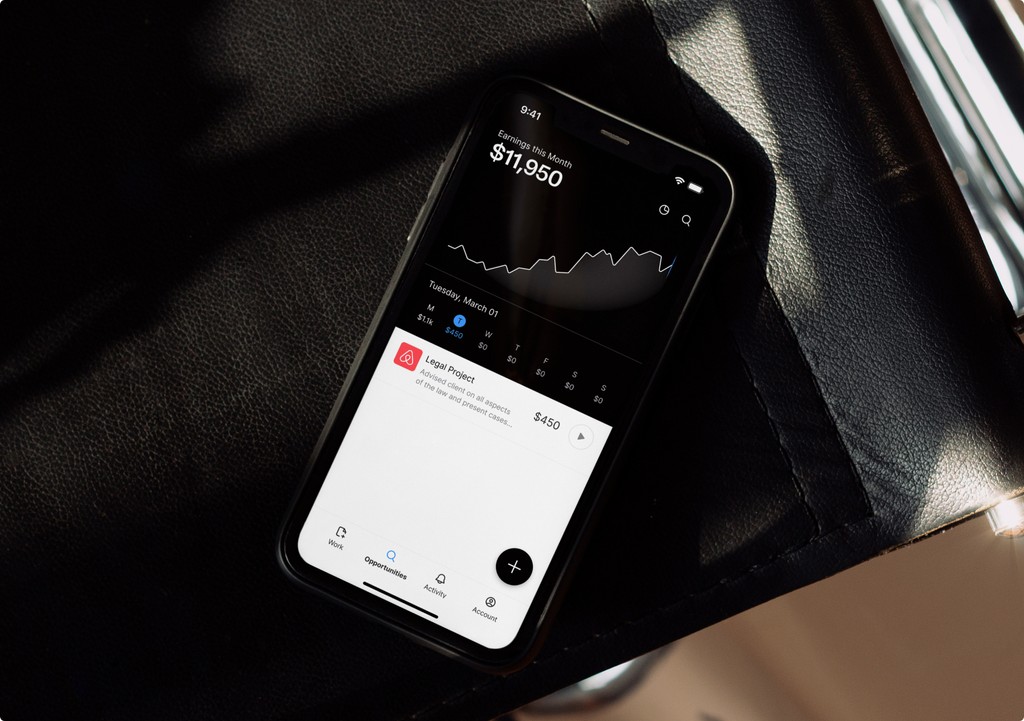 9:41
Earnings this Month
$11,950
Tuesday, March 01
M T W T F S S
$1.1k $450 $0 $0 $0 $0 $0
Legal Project
Advised client on all aspects
of the law and present cases...
$450
Work Opportunities Activity Account